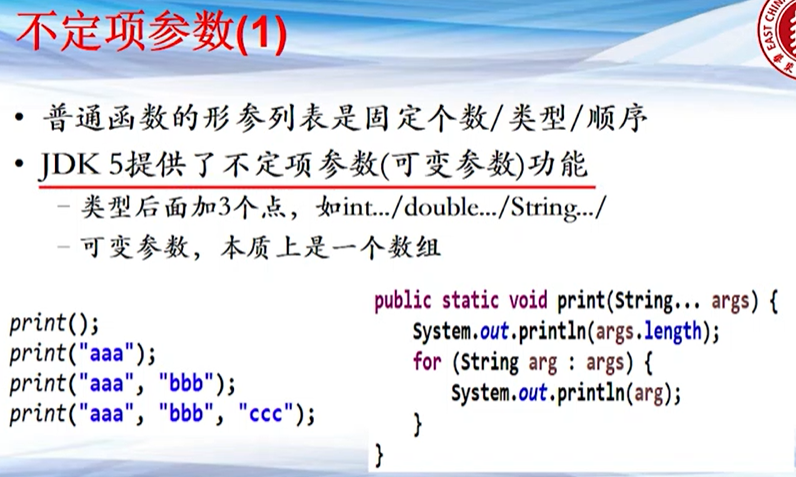 不定项参数(1)
EAST CHIN
• 普通函数的形参列表是固定个数/类型/顺序
• JDK 5提供了不定项参数(可变参数)功能
– 类型后面加3个点，如int.../double.../String.../
– 可变参数，本质上是一个数组
print();
print("aaa");
print("aaa", "bbb");
print("aaa", "bbb", "ccc");
public static void print(String... args) {
System.out.println(args.length);
for (String arg : args) {
System.out.println(arg);
}
}